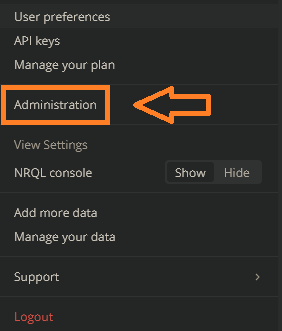 User preferences
API keys
Manage your plan
Administration
View Settings
NRQL console Show Hide
Add more data
Manage your data
Support
Logout